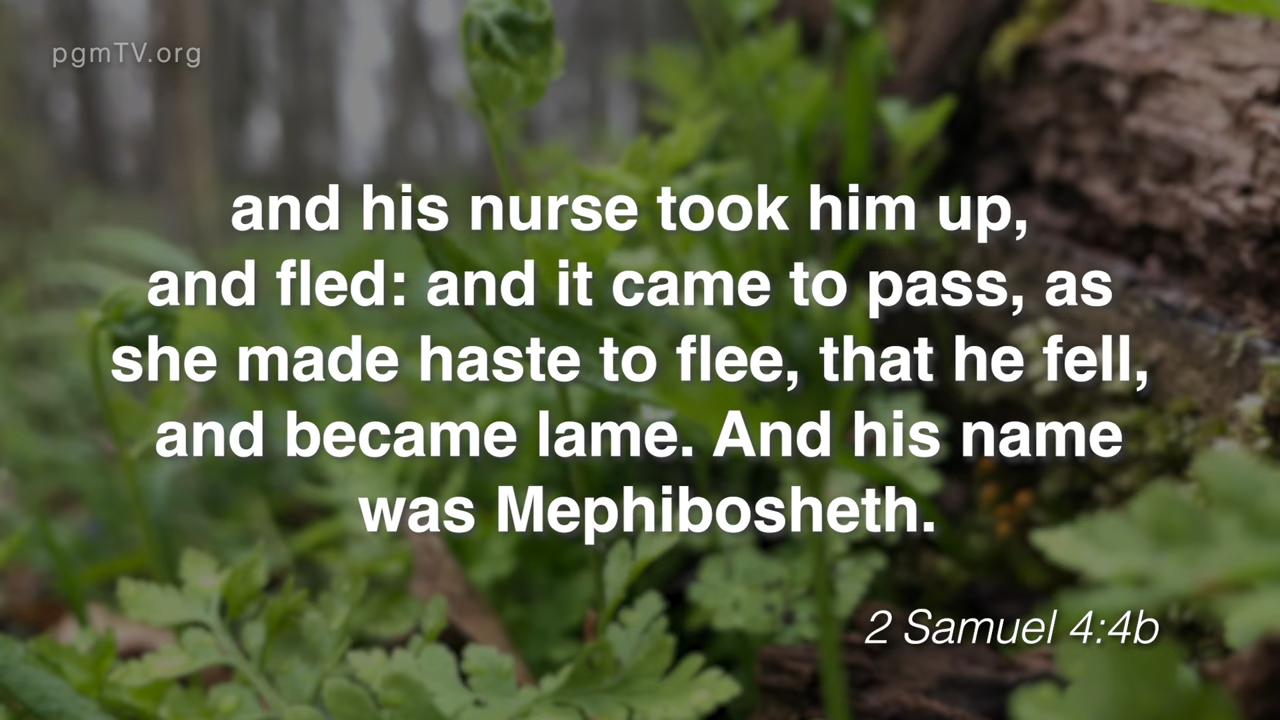 pgmTV.org
and his nurse took him up,
and fled: and it came to pass, as
she made haste to flee, that he fell,
and became lame. And his name
was Mephibosheth.
2 Samuel 4:4b